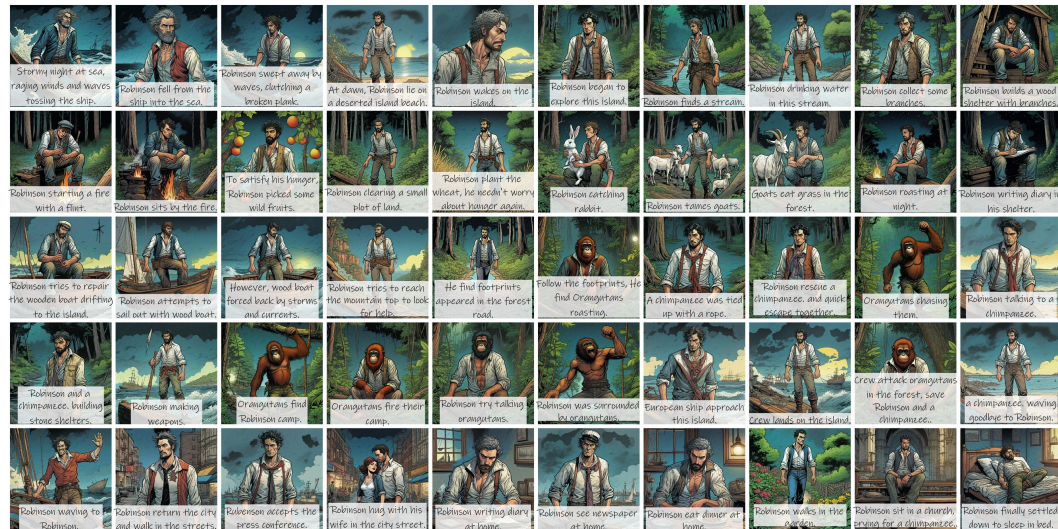 Stormy night at sea,
raging winds and waves
tossing the ship.
Robinson fell from the
ship into the sea.
Robinson swept away by
waves, clutching a
broken plank.
At dawn, Robinson lie on
a deserted island beach.
Robinson wakes on the
island.
Robinson began to
explore this island.
Robinson finds a stream.
Robinson drinking water
in this stream.
Robinson collect some
branches.
Robinson builds a wood
shelter with branches.
Robinson starting a fire
with a flint.
Robinson sits by the fire.
To satisfy his hunger,
Robinson picked some
wild fruits.
Robinson clearing a small
plot of land.
Robinson plant the
wheat, he needn't worry
about hunger again.
Robinson catching
rabbit.
Robinson tames goats.
Goats eat grass in the
forest.
Robinson roasting at
night.
Robinson writing diary in
his shelter.
Robinson tries to repair
the wooden boat drifting
to the island.
Robinson attempts to
sail out with wood boat.
However, wood boat
forced back by storms
and currents.
Robinson tries to reach
the mountain top to look
for help.
He find footprints
appeared in the forest
road.
Follow the footprints, He
find Orangutans
roasting.
A chimpanzee was tied
up with a rope.
Robinson rescue a
chimpanzee, and quick
escape together.
Orangutans chasing
them.
Robinson talking to a
chimpanzee.
Robinson and a
chimpanzee, building
stone shelters.
Robinson making
weapons.
Orangutans find
Robinson camp.
Orangutans fire their
camp.
Robinson try talking
orangutans.
Robinson was surrounded
by orangutans.
European ship approach
this island.
Crew lands on the Island.
Crew attack orangutans
in the forest, save
Robinson and a
chimpanzee..
a chimpanzee, waving
goodbye to Robinson.
Robinson waving to
Robinson.
Robinson return the city
and walk in the streets.
Rubenson accepts the
press conference.
Robinson hug with his
wife in the city street.
Robinson writing diary
at home.
Robinson see newspaper
at home.
Robinson eat dinner at
home.
Robinson walks in the
garden.
Robinson sit in a church,
prying for a chimpanzee.
Robinson finally settled
down to sleep in bed.